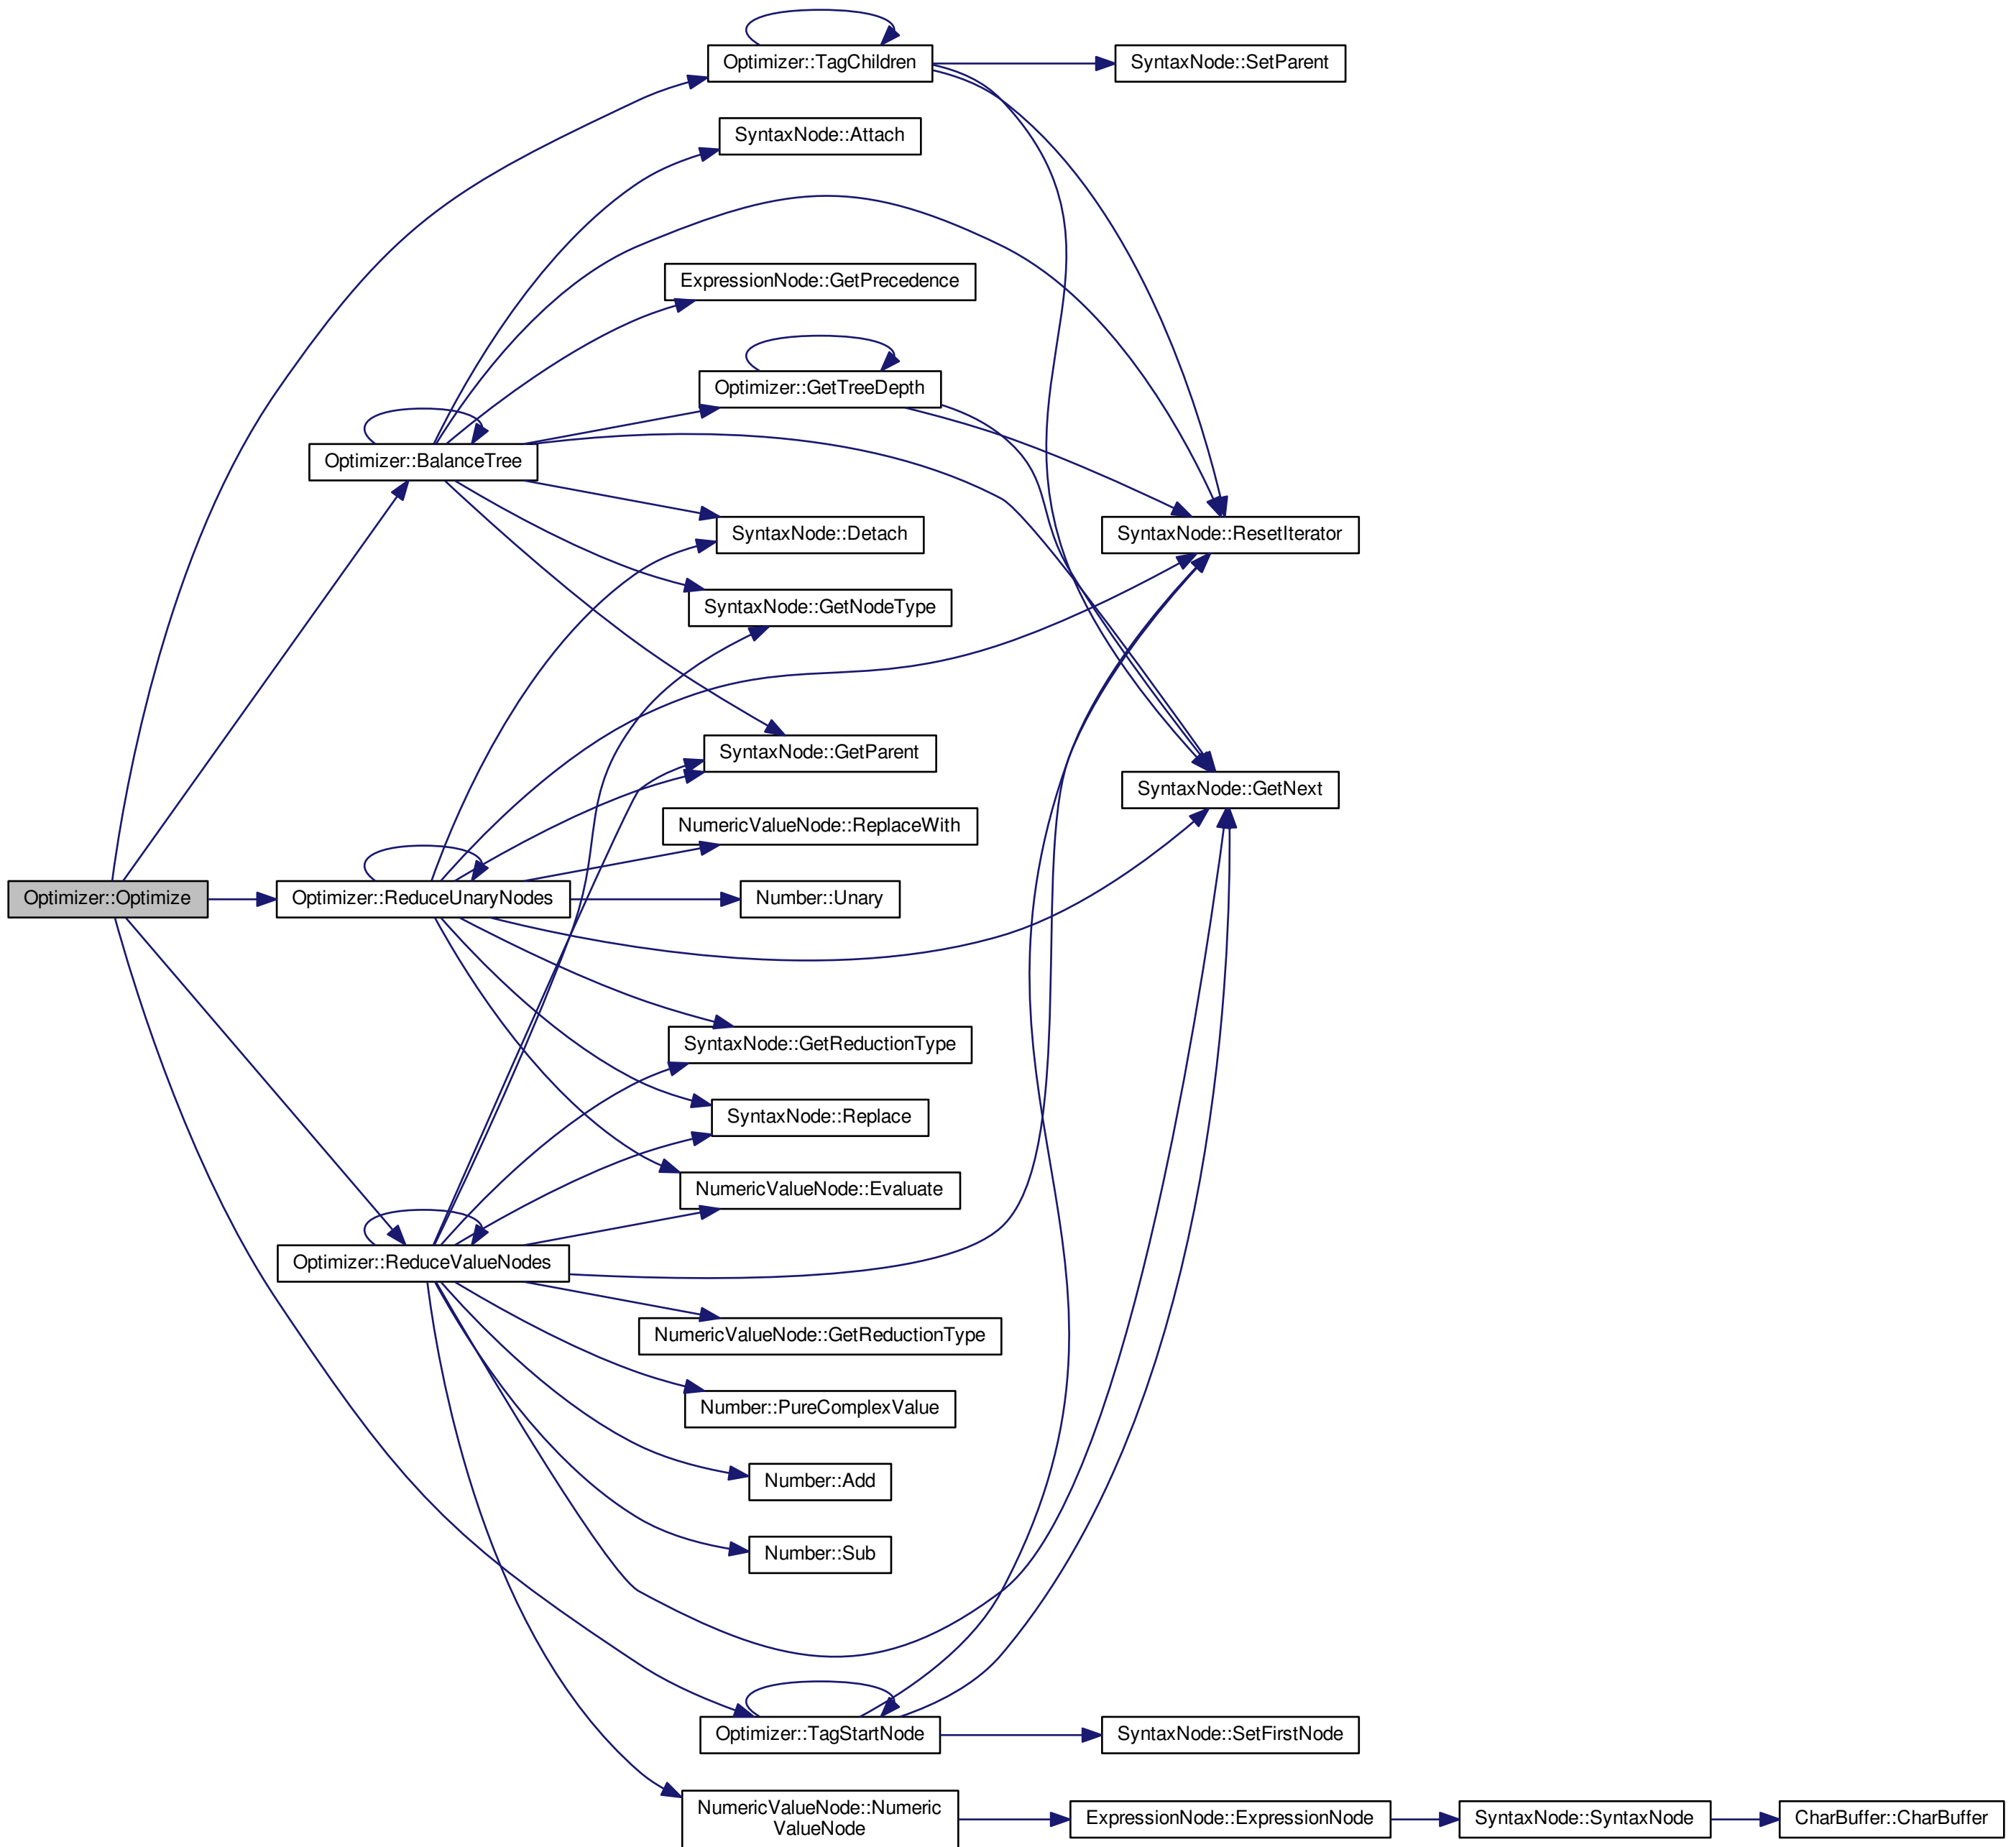 Optimizer::TagChildren
SyntaxNode::SetParent
SyntaxNode::Attach
ExpressionNode::GetPrecedence
Optimizer::GetTreeDepth
Optimizer::BalanceTree
SyntaxNode::Detach
SyntaxNode::ResetIterator
SyntaxNode::GetNodeType
SyntaxNode::GetParent
SyntaxNode::GetNext
NumericValueNode::ReplaceWith
Optimizer::Optimize
Optimizer::ReduceUnaryNodes
Number::Unary
SyntaxNode::GetReductionType
SyntaxNode::Replace
NumericValueNode::Evaluate
Optimizer::ReduceValueNodes
NumericValueNode::GetReductionType
Number::PureComplexValue
Number::Add
Number::Sub
Optimizer::TagStartNode
SyntaxNode::SetFirstNode
NumericValueNode::Numeric
ValueNode
ExpressionNode::ExpressionNode
SyntaxNode::SyntaxNode
CharBuffer::CharBuffer